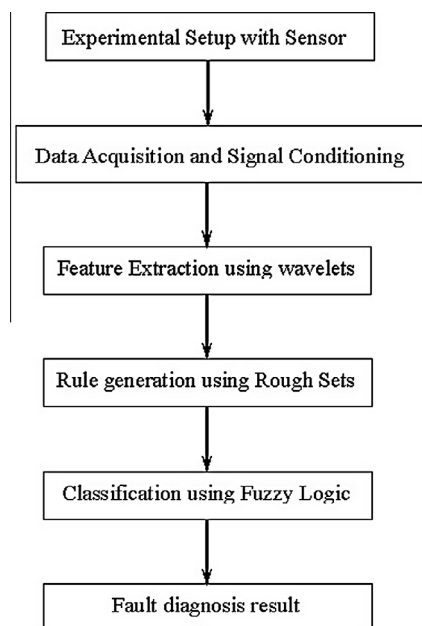 Experimental Setup with Sensor
Data Acquisition and Signal Conditioning
Feature Extraction using wavelets
Rule generation using Rough Sets
Classification using Fuzzy Logic
Fault diagnosis result